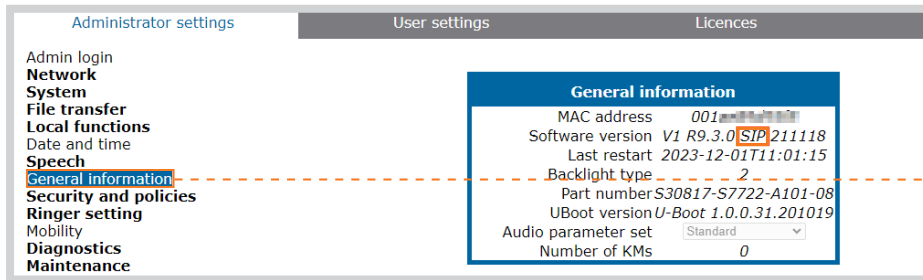 Administrator settings User settings Licences
Admin login
Network
System
File transfer
Local functions
Date and time
Speech
General information
Security and policies
Ringer setting
Mobility
Diagnostics
Maintenance
General information
MAC address 001
Software version V1 R9.3.0 SIP 211118
Last restart 2023-12-01T11:01:15
Backlight type 2
Part number S30817-S7722-A101-08
UBoot version U-Boot 1.0.0.31.201019
Audio parameter set Standard
Number of KMs 0